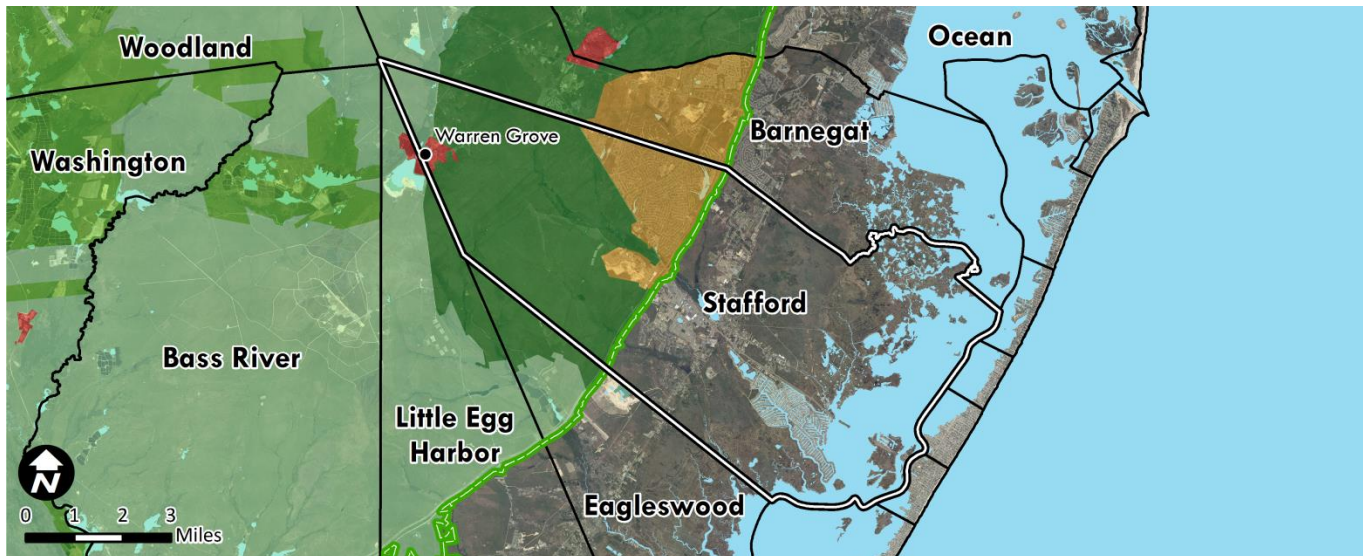 Woodland
Ocean
Warren Grove
Barnegat
Washington
Stafford
Bass River
Little Egg
Harbor
Eagleswood
N
0 1 2 3
Miles